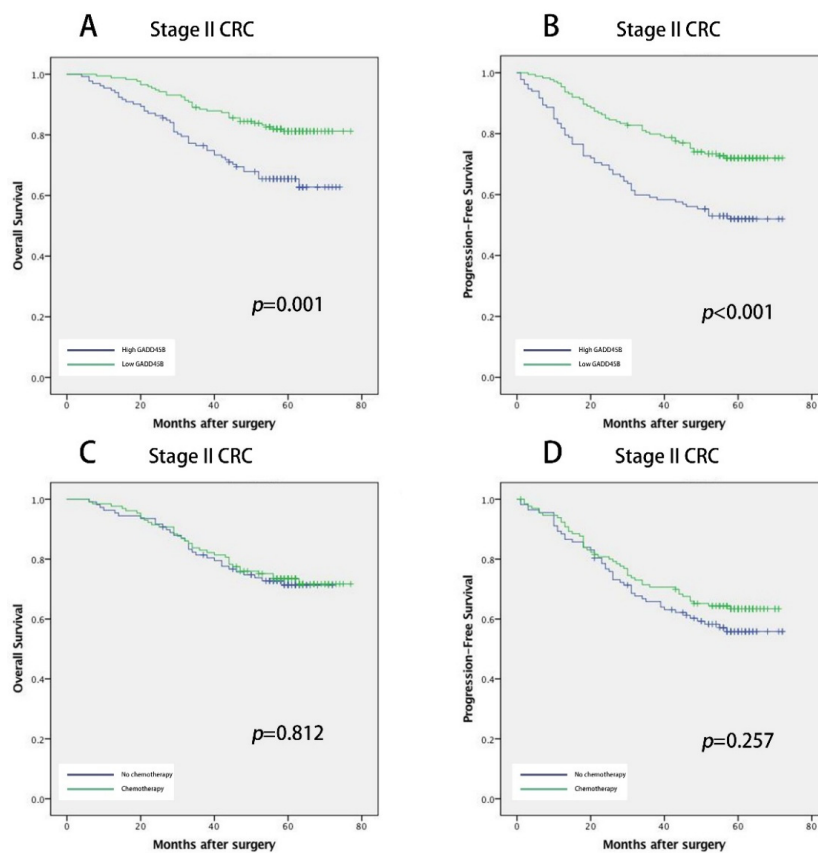 A Stage II CRC
1.0
0.8
0.6
0.4
0.2
0.0
Overall Survival
p=0.001
High GADD45B
Low GADD45B
0 20 40 60 80
Months after surgery
B Stage II CRC
1.0
0.8
0.6
0.4
0.2
0.0
Progression-Free Survival
p<0.001
High GADD45B
Low GADD45B
0 20 40 60 80
Months after surgery
C Stage II CRC
1.0
0.8
0.6
0.4
0.2
0.0
Overall Survival
p=0.812
No chemotherapy
Chemotherapy
0 20 40 60 80
Months after surgery
D Stage II CRC
1.0
0.8
0.6
0.4
0.2
0.0
Progression-Free Survival
p=0.257
No chemotherapy
Chemotherapy
0 20 40 60 80
Months after surgery